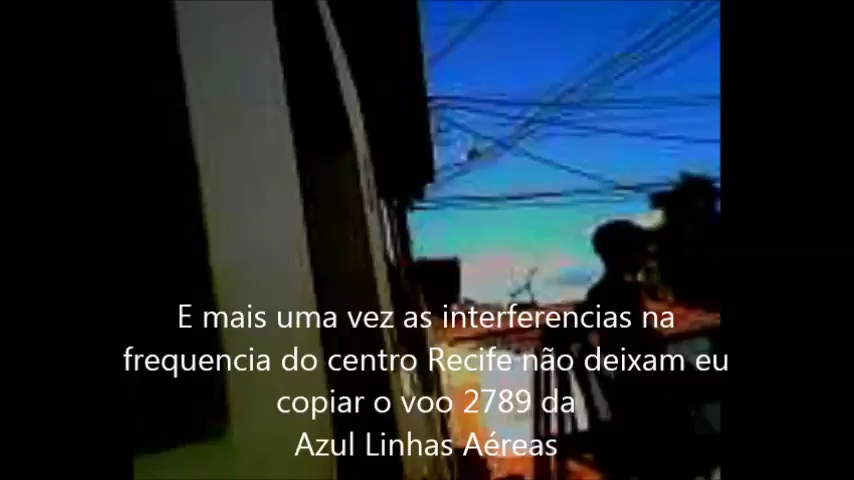 E mais uma vez as interferencias na
frequencia do centro Recife não deixam eu
copiar o voo 2789 da
Azul Linhas Aéreas